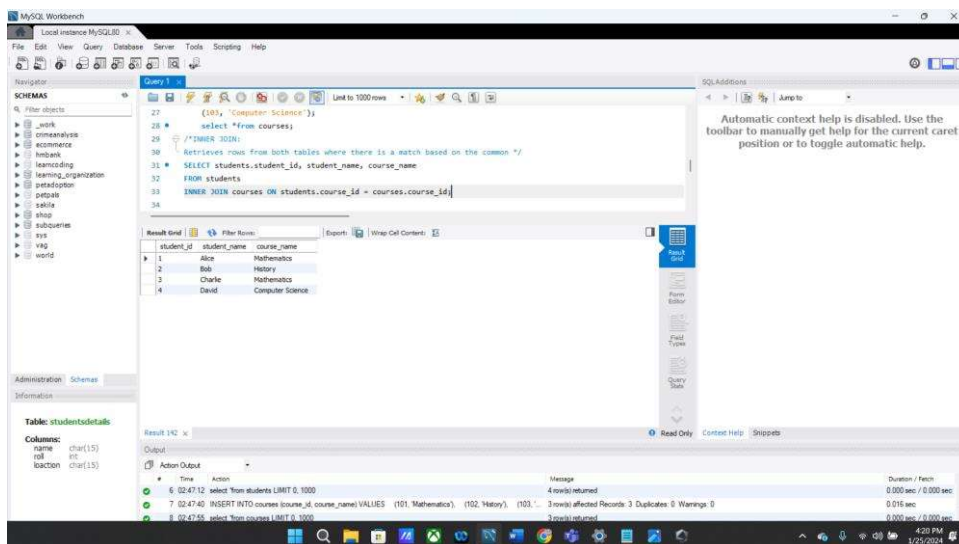 MySQL Workbench
Local instance MySQL80 ×
File Edit View Query Database Server Tools Scripting Help
Navigator
SCHEMAS
Filter objects
_work
crimeanalysis
ecommerce
hmbank
learncoding
learning_organization
petadoption
petpals
sakila
shop
subqueries
sys
vag
world
Administration Schemas
Information
Table: studentsdetails
Columns:
name char(15)
roll int
loaction char(15)
Query 1 ×
Limit to 1000 rows
27 (103, 'Computer Science');
28 select *from courses;
29 /*INNER JOIN:
30 Retrieves rows from both tables where there is a match based on the common */
31 SELECT students.student_id, student_name, course_name
32 FROM students
33 INNER JOIN courses ON students.course_id = courses.course_id;
34
Result Grid Filter Rows: Export: Wrap Cell Content:
student_id student_name course_name
1 Alice Mathematics
2 Bob History
3 Charlie Mathematics
4 David Computer Science
Result Grid
Form Editor
Field Types
Query Stats
Result 142 ×
Read Only
Output
Action Output
# Time Action Message Duration / Fetch
6 02:47:12 select *from students LIMIT 0, 1000 4 row(s) returned 0.000 sec / 0.000 sec
7 02:47:40 INSERT INTO courses (course_id, course_name) VALUES (101, 'Mathematics'), (102, 'History'), (103, '... 3 row(s) affected Records: 3 Duplicates: 0 Warnings: 0 0.016 sec
8 02:47:55 select *from courses LIMIT 0, 1000 3 row(s) returned 0.000 sec / 0.000 sec
SQLAdditions
Jump to
Automatic context help is disabled. Use the
toolbar to manually get help for the current caret
position or to toggle automatic help.
Context Help Snippets
4:20 PM
1/25/2024